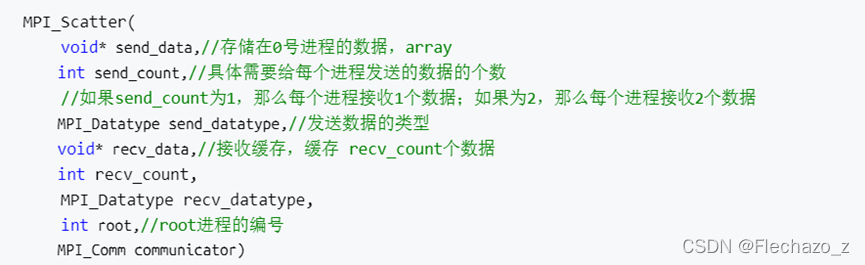 MPI_Scatter(
void* send_data,//存储在0号进程的数据，array
int send_count,//具体需要给每个进程发送的数据的个数
//如果send_count为1，那么每个进程接收1个数据；如果为2，那么每个进程接收2个数据
MPI_Datatype send_datatype,//发送数据的类型
void* recv_data,//接收缓存，缓存 recv_count个数据
int recv_count,
MPI_Datatype recv_datatype,
int root,//root进程的编号
MPI_Comm communicator)
CSDN @Flechazo_z